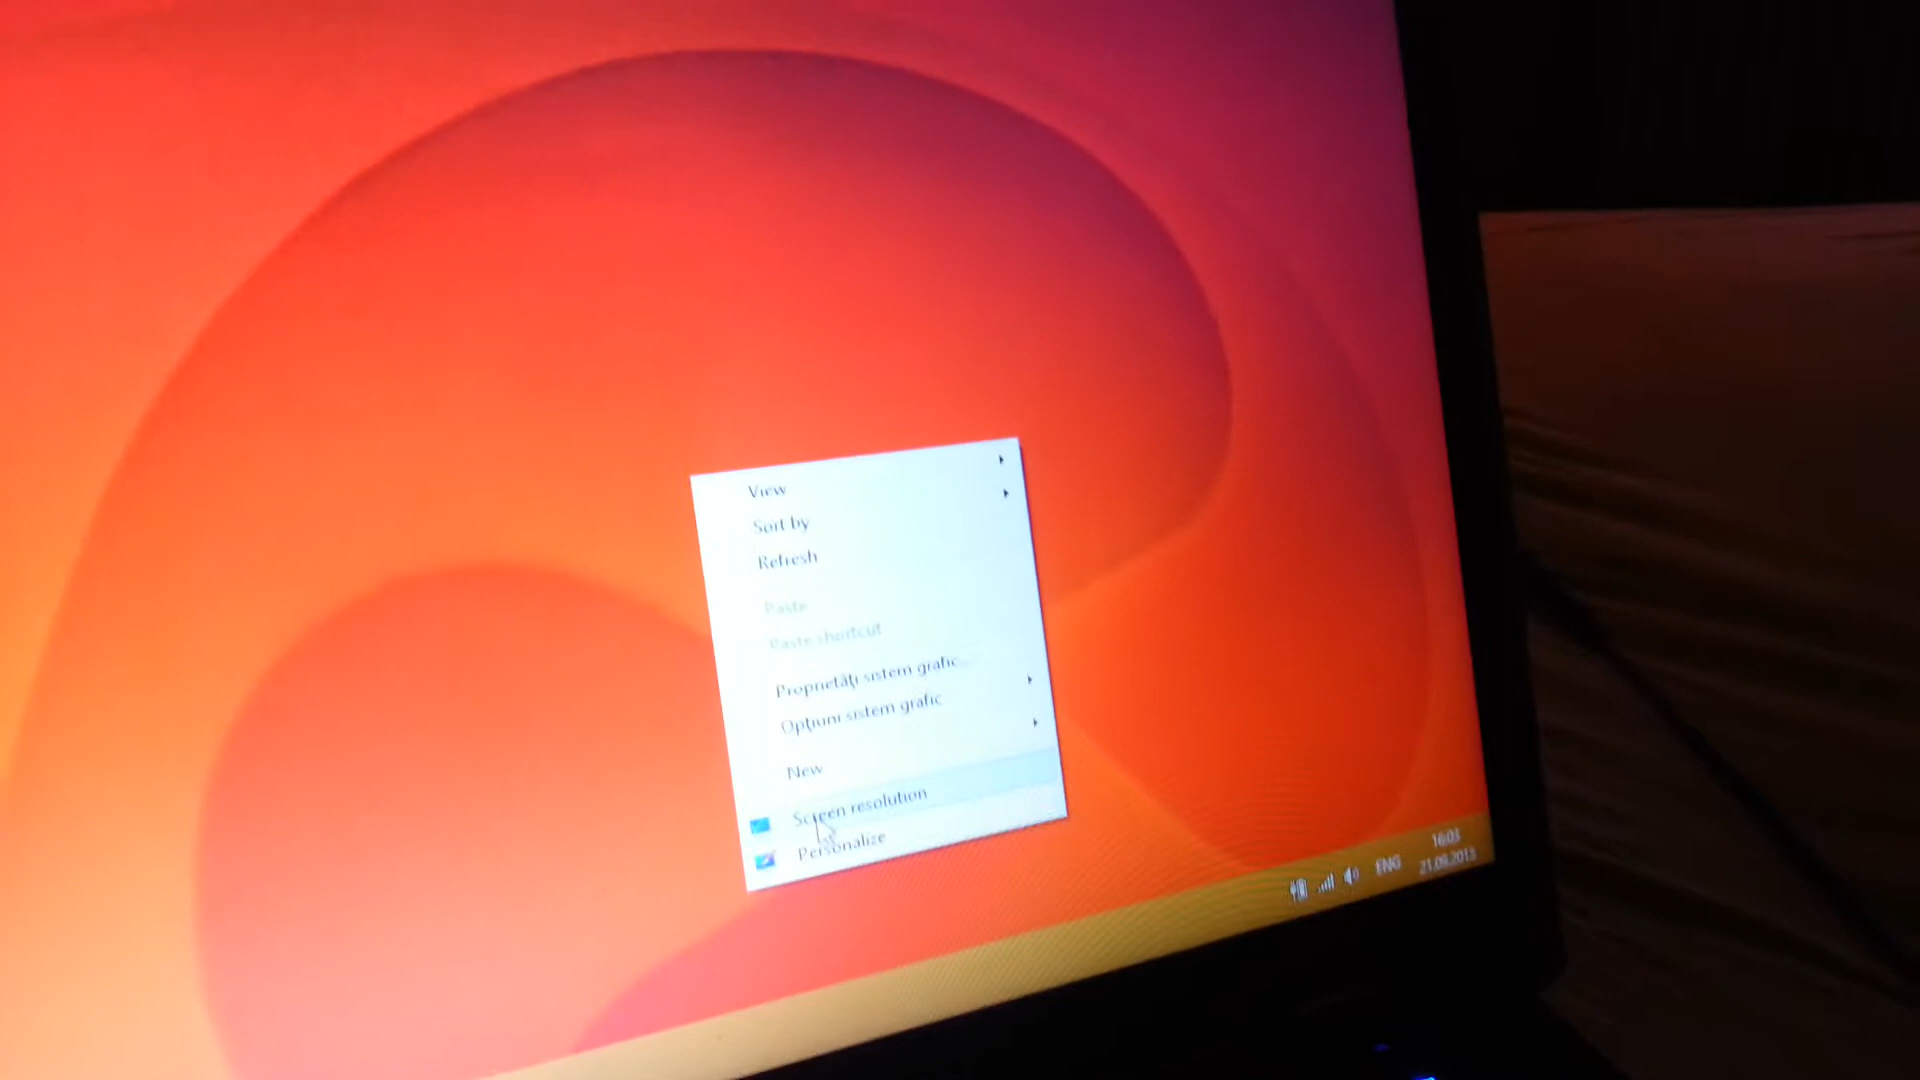 View
Sort by
Refresh
Paste
Paste shortcut
Proprietăți sistem grafic...
Opțiuni sistem grafic
New
Screen resolution
Personalize
ENG
16:03
21.09.2013